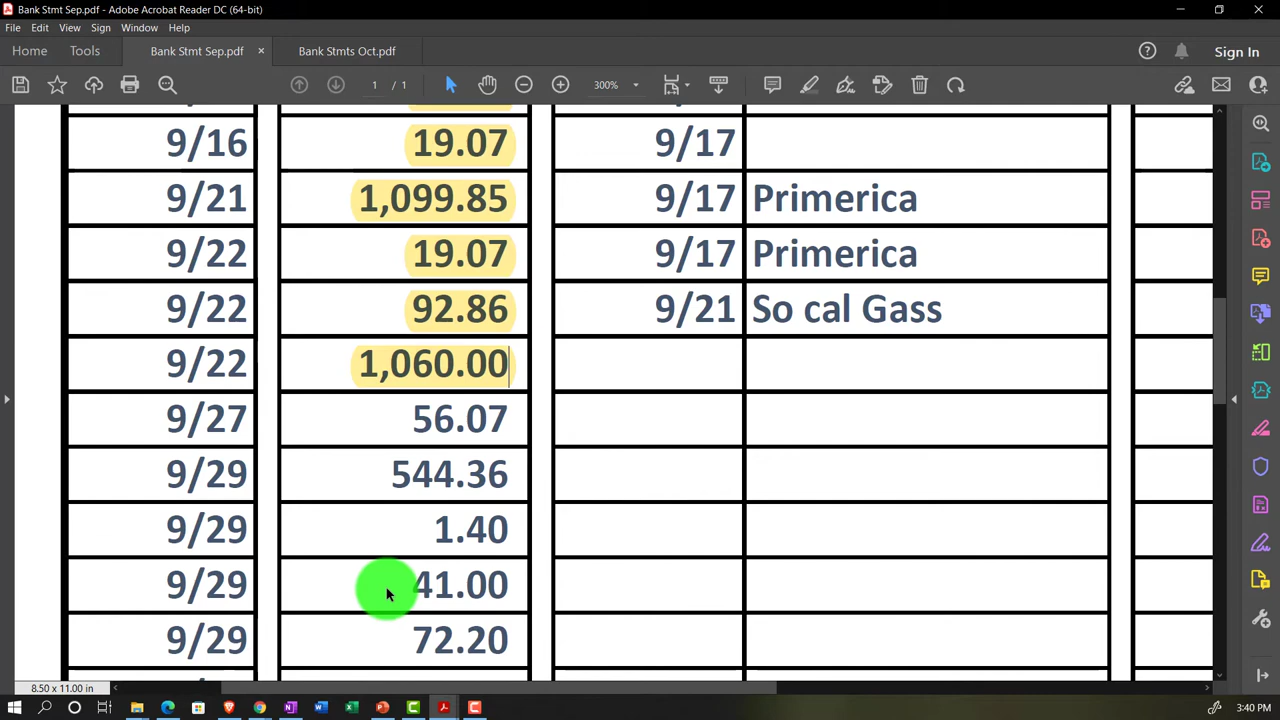 Bank Stmt Sep.pdf - Adobe Acrobat Reader DC (64-bit)
File Edit View Sign Window Help
Home Tools Bank Stmt Sep.pdf × Bank Stmts Oct.pdf Sign In
1 / 1 300%
9/16 19.07 9/17
9/21 1,099.85 9/17 Primerica
9/22 19.07 9/17 Primerica
9/22 92.86 9/21 So cal Gass
9/22 1,060.00
9/27 56.07
9/29 544.36
9/29 1.40
9/29 41.00
9/29 72.20
8.50 x 11.00 in
3:40 PM